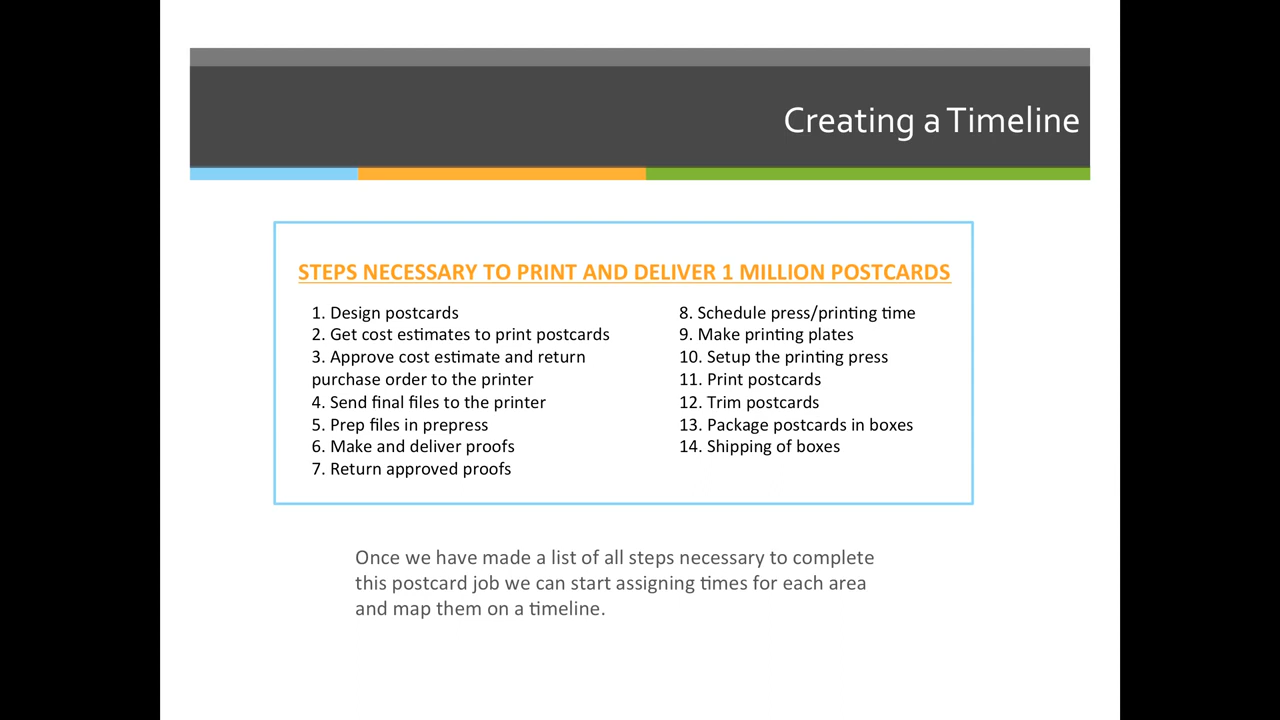 Creating a Timeline
STEPS NECESSARY TO PRINT AND DELIVER 1 MILLION POSTCARDS
1. Design postcards
2. Get cost estimates to print postcards
3. Approve cost estimate and return
purchase order to the printer
4. Send final files to the printer
5. Prep files in prepress
6. Make and deliver proofs
7. Return approved proofs
8. Schedule press/printing time
9. Make printing plates
10. Setup the printing press
11. Print postcards
12. Trim postcards
13. Package postcards in boxes
14. Shipping of boxes
Once we have made a list of all steps necessary to complete
this postcard job we can start assigning times for each area
and map them on a timeline.